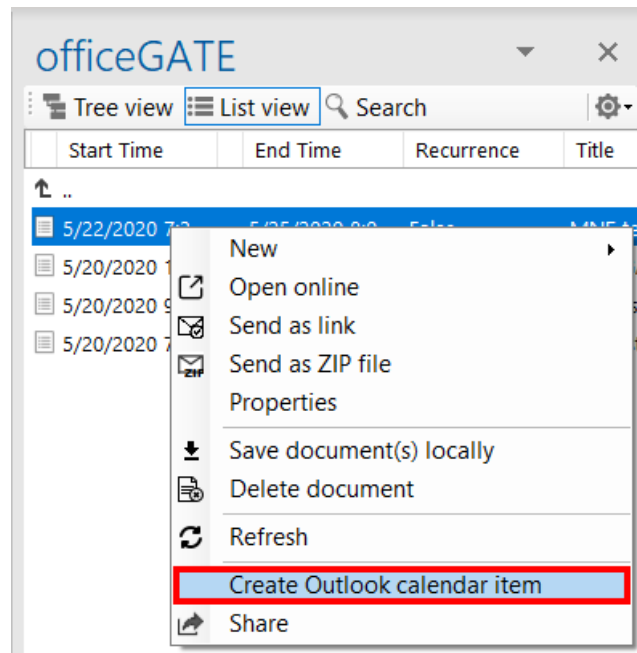 officeGATE
Tree view List view Search
Start Time End Time Recurrence Title
..
5/22/2020
New
5/20/2020
Open online
5/20/2020
Send as link
5/20/2020
ZIP Send as ZIP file
Properties
Save document(s) locally
Delete document
Refresh
Create Outlook calendar item
Share